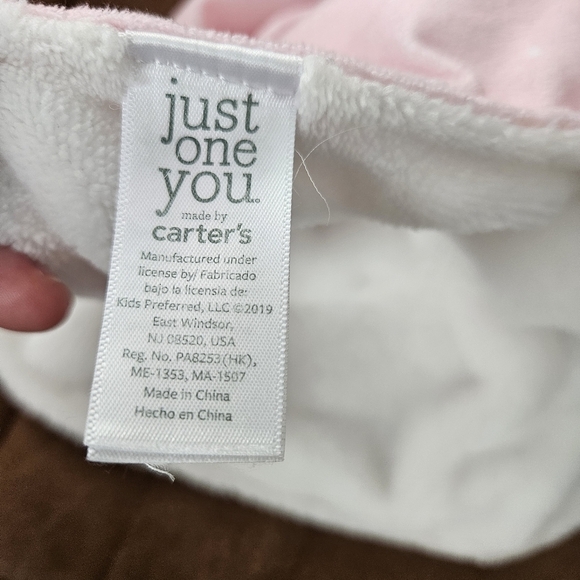 just
one
you.
made by
carter's
Manufactured under
license by/ Fabricado
bajo la licensia de:
Kids Preferred, LLC ©2019
East Windsor,
NJ 08520, USA
Reg. No. PA8253(HK),
ME-1353, MA-1507
Made in China
Hecho en China